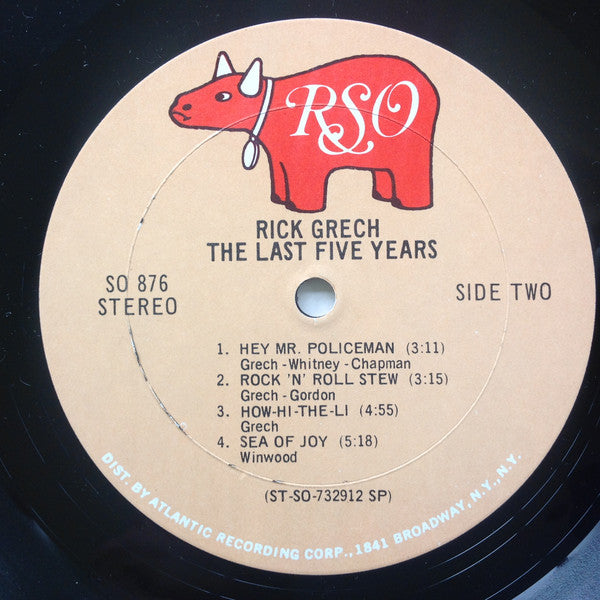 RSO
RICK GRECH
THE LAST FIVE YEARS
SO 876
STEREO
SIDE TWO
1. HEY MR. POLICEMAN (3:11)
Grech-Whitney-Chapman
2. ROCK 'N' ROLL STEW (3:15)
Grech-Gordon
3. HOW-HI-THE-LI (4:55)
Grech
4. SEA OF JOY (5:18)
Winwood
(ST-SO-732912 SP)
DIST. BY ATLANTIC RECORDING CORP., 1841 BROADWAY, N.Y., N.Y.